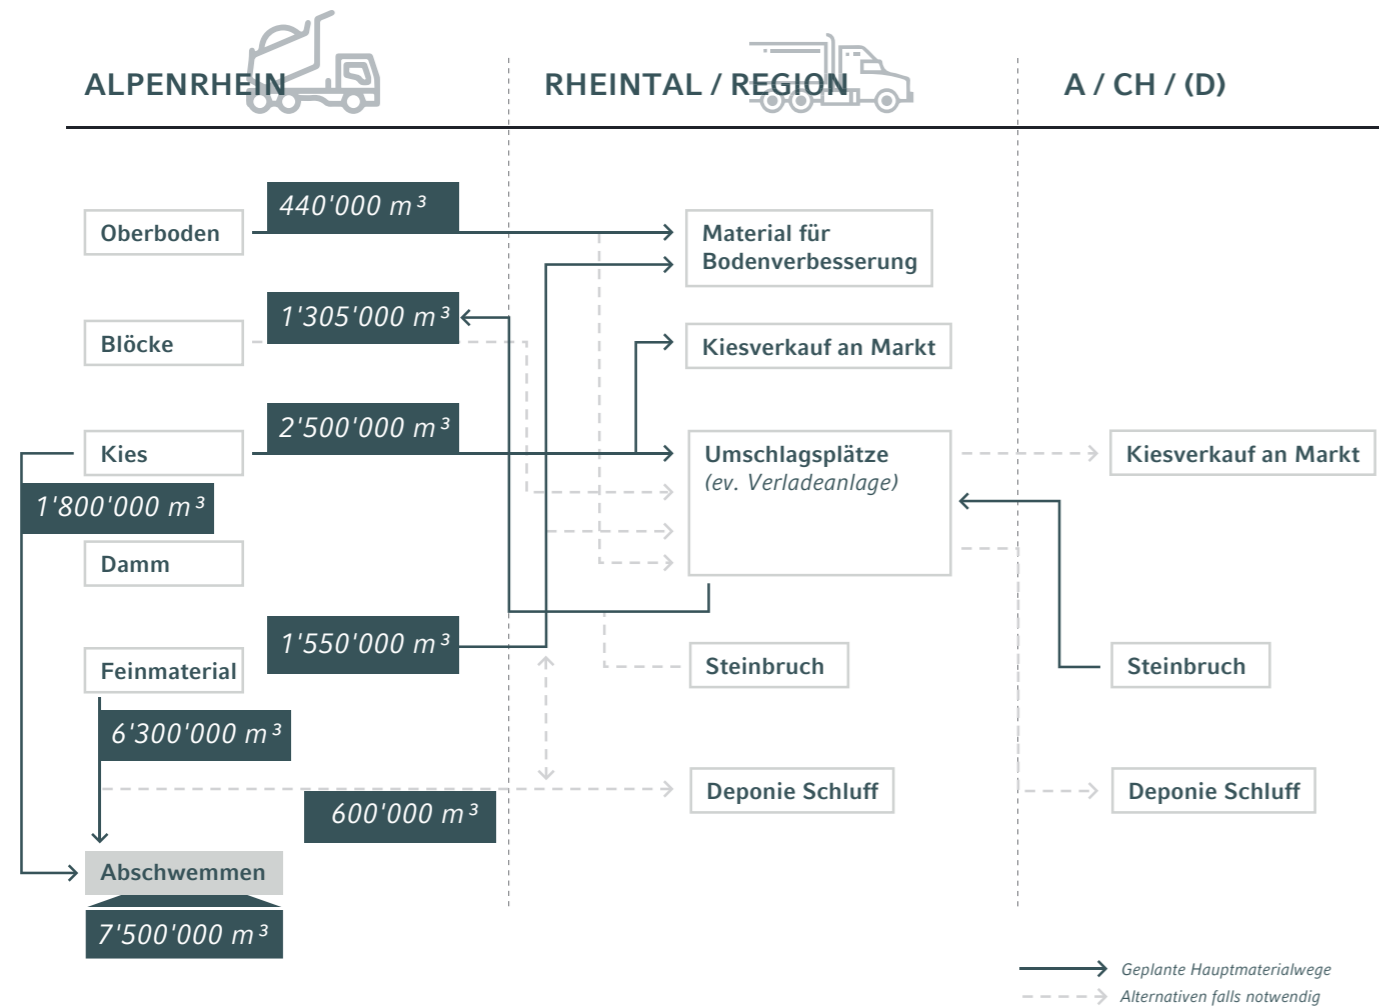 ALPENRHEIN
RHEINTAL / REGION
A / CH / (D)
440'000 m³
Oberboden
Material für
Bodenverbesserung
1'305'000 m³
Blöcke
Kiesverkauf an Markt
2'500'000 m³
Kies
Umschlagsplätze
(ev. Verladeanlage)
Kiesverkauf an Markt
1'800'000 m³
Damm
1'550'000 m³
Feinmaterial
Steinbruch
Steinbruch
6'300'000 m³
600'000 m³
Deponie Schluff
Deponie Schluff
Abschwemmen
7'500'000 m³
Geplante Hauptmaterialwege
Alternativen falls notwendig